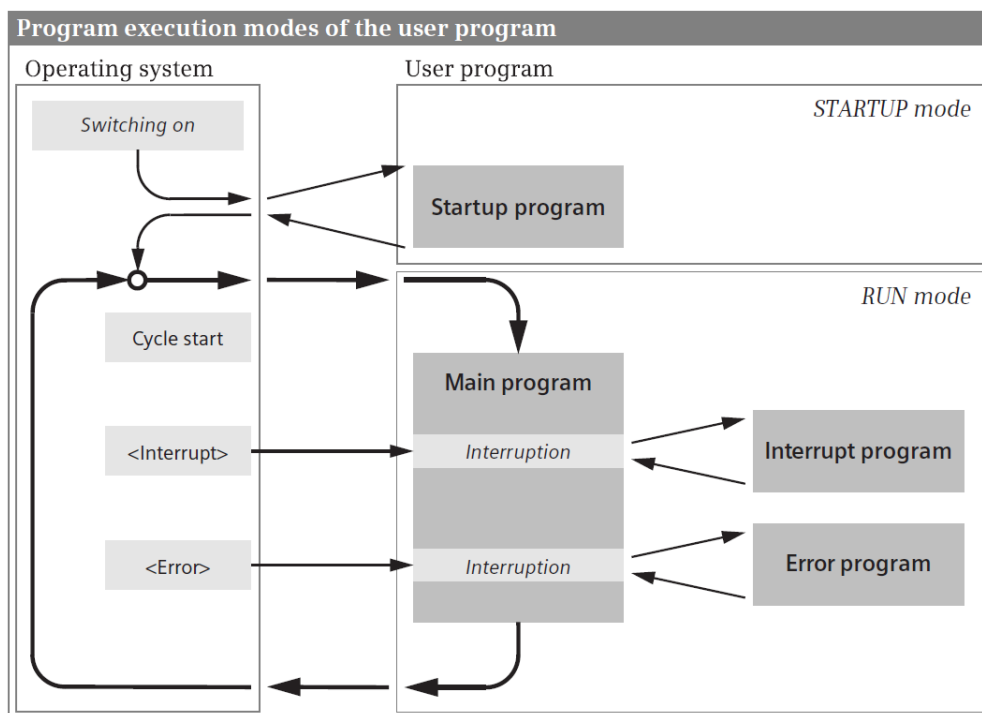 Program execution modes of the user program
Operating system
User program
Switching on
STARTUP mode
Startup program
RUN mode
Cycle start
Main program
<Interrupt>
Interruption
Interrupt program
<Error>
Interruption
Error program